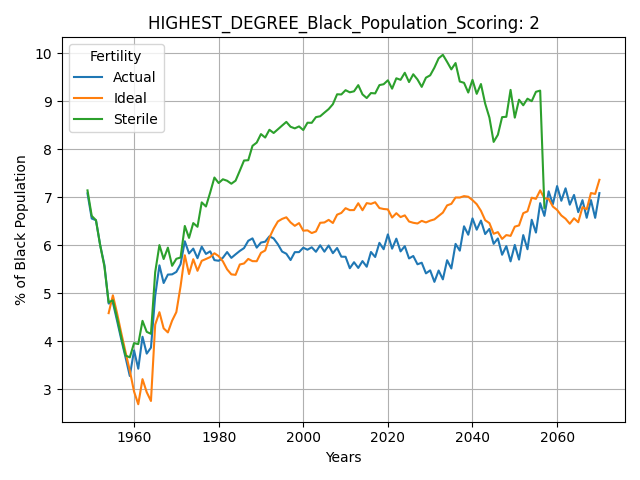 HIGHEST_DEGREE_Black_Population_Scoring: 2
Fertility
Actual
Ideal
Sterile
% of Black Population
10
9
8
7
6
5
4
3
1960 1980 2000 2020 2040 2060
Years